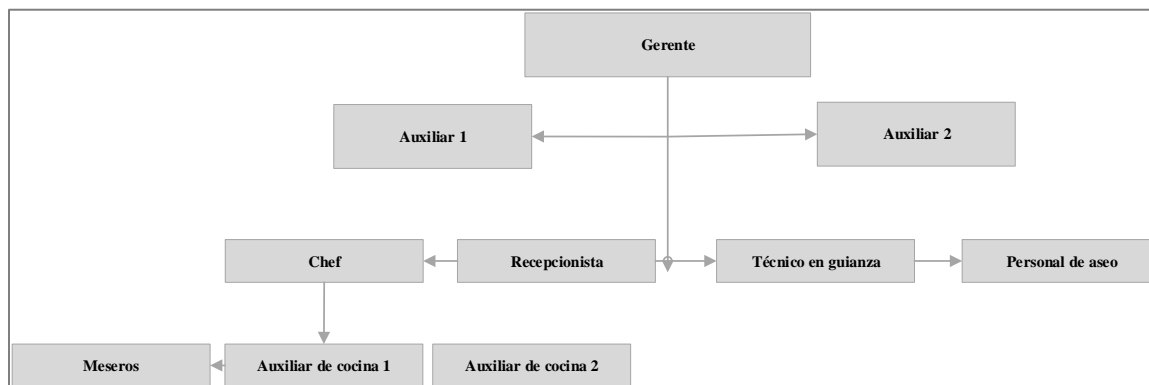 Gerente
Auxiliar 1
Auxiliar 2
Chef
Recepcionista
Técnico en guianza
Personal de aseo
Meseros
Auxiliar de cocina 1
Auxiliar de cocina 2